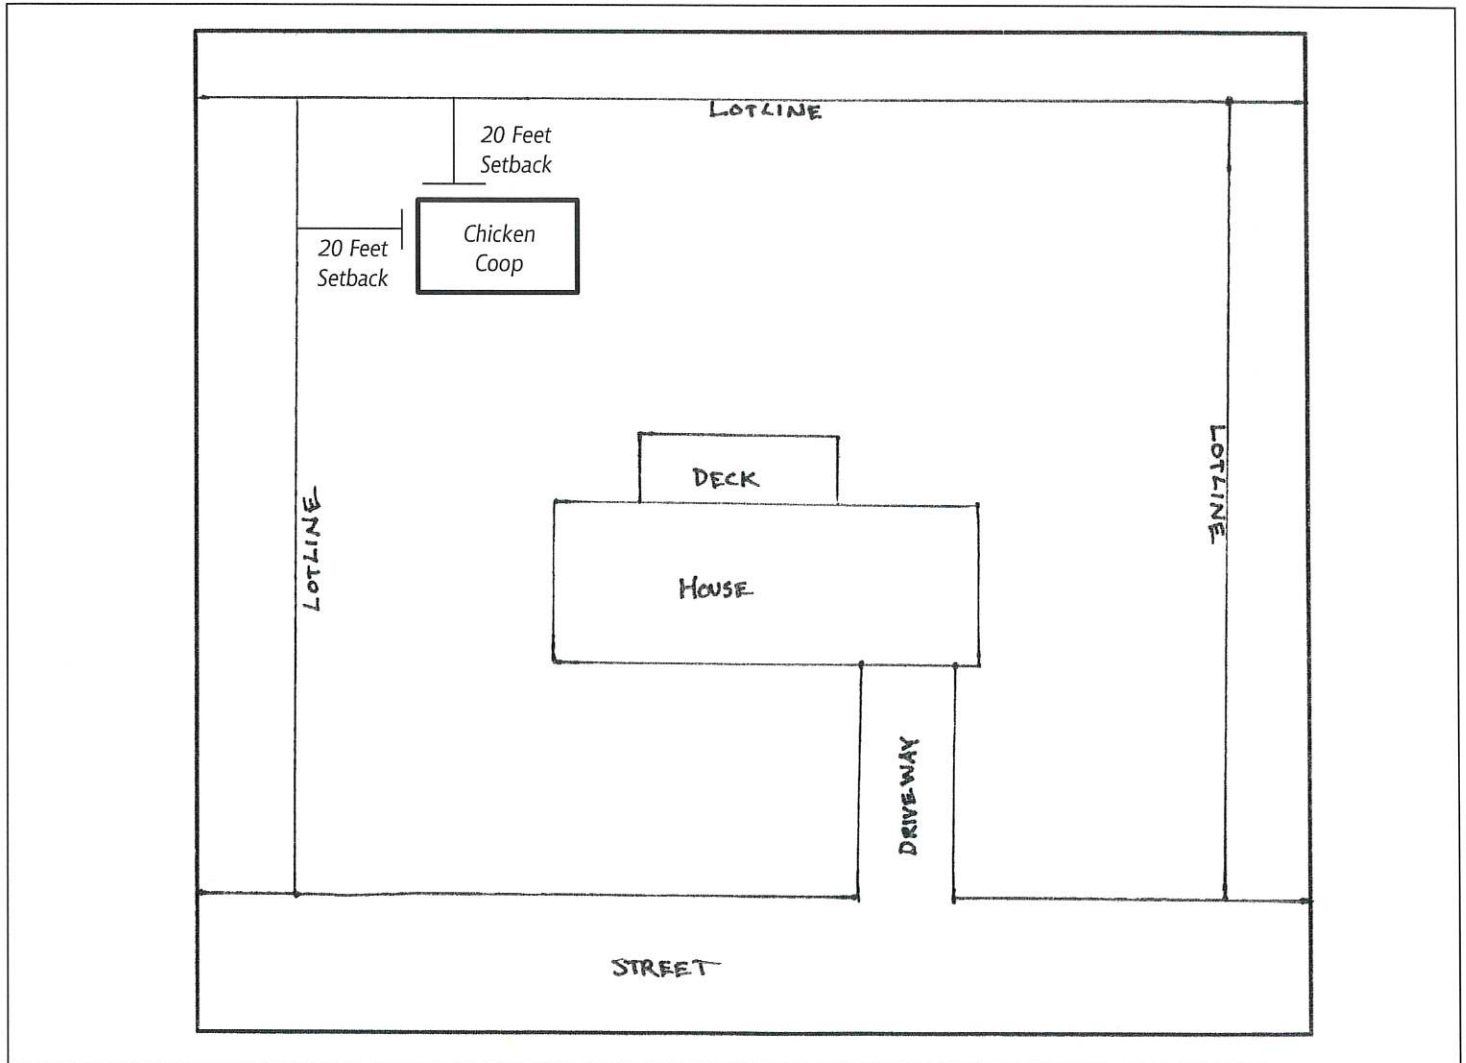 LOTLINE
20 Feet
Setback
20 Feet
Setback
Chicken
Coop
DECK
LOTLINE
LOTLINE
HOUSE
DRIVEWAY
STREET